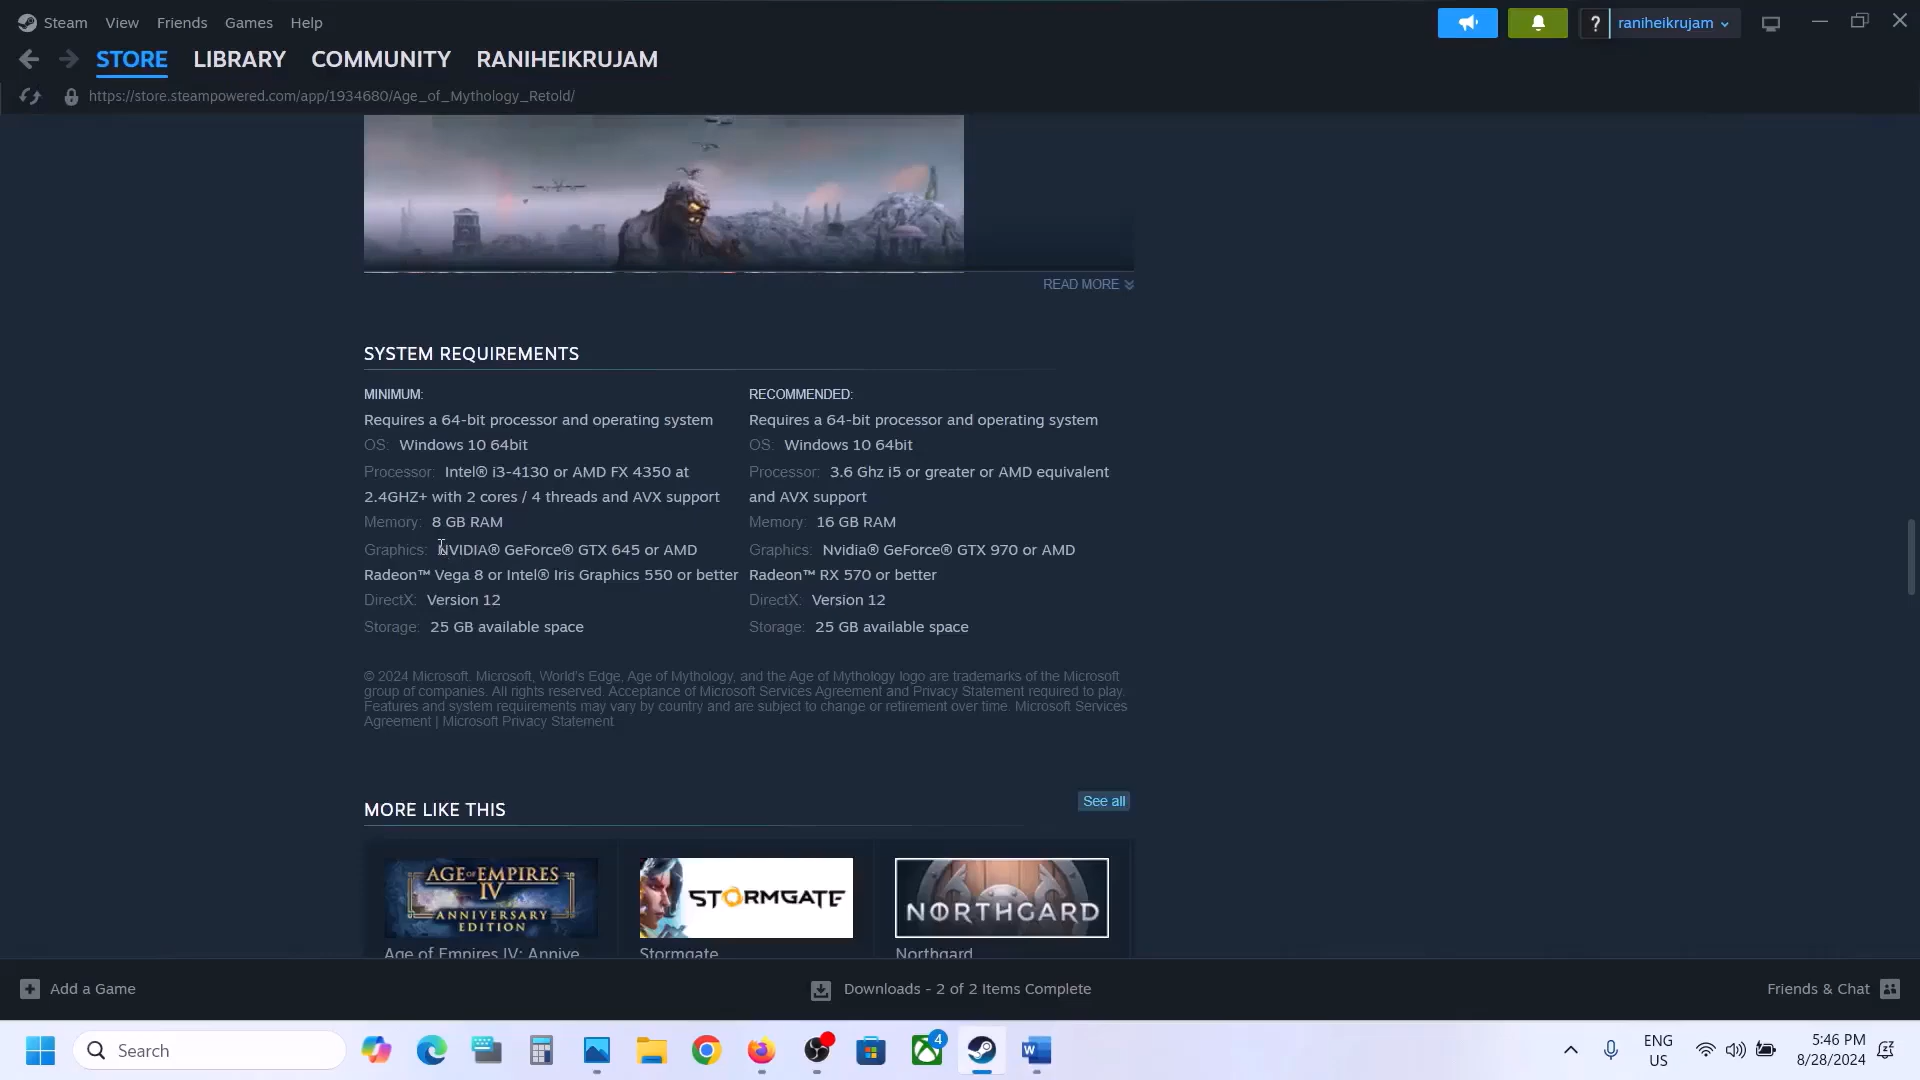 Steam View Friends Games Help
? raniheikrujam
STORE LIBRARY COMMUNITY RANIHEIKRUJAM
https://store.steampowered.com/app/1934680/Age_of_Mythology_Retold/
READ MORE
SYSTEM REQUIREMENTS
MINIMUM:
Requires a 64-bit processor and operating system
OS: Windows 10 64bit
Processor: Intel® i3-4130 or AMD FX 4350 at
2.4GHZ+ with 2 cores / 4 threads and AVX support
Memory: 8 GB RAM
Graphics: NVIDIA® GeForce® GTX 645 or AMD
Radeon™ Vega 8 or Intel® Iris Graphics 550 or better
DirectX: Version 12
Storage: 25 GB available space
RECOMMENDED:
Requires a 64-bit processor and operating system
OS: Windows 10 64bit
Processor: 3.6 Ghz i5 or greater or AMD equivalent
and AVX support
Memory: 16 GB RAM
Graphics: Nvidia® GeForce® GTX 970 or AMD
Radeon™ RX 570 or better
DirectX: Version 12
Storage: 25 GB available space
© 2024 Microsoft. Microsoft, World's Edge, Age of Mythology, and the Age of Mythology logo are trademarks of the Microsoft
group of companies. All rights reserved. Acceptance of Microsoft Services Agreement and Privacy Statement required to play.
Features and system requirements may vary by country and are subject to change or retirement over time. Microsoft Services
Agreement | Microsoft Privacy Statement
MORE LIKE THIS
See all
AGE OF EMPIRES
IV
ANNIVERSARY
EDITION
STORMGATE
NORTHGARD
Age of Empires IV: Annive
Stormgate
Northgard
Add a Game
Downloads - 2 of 2 Items Complete
Friends & Chat
Search
4
ENG
US
5:46 PM
8/28/2024